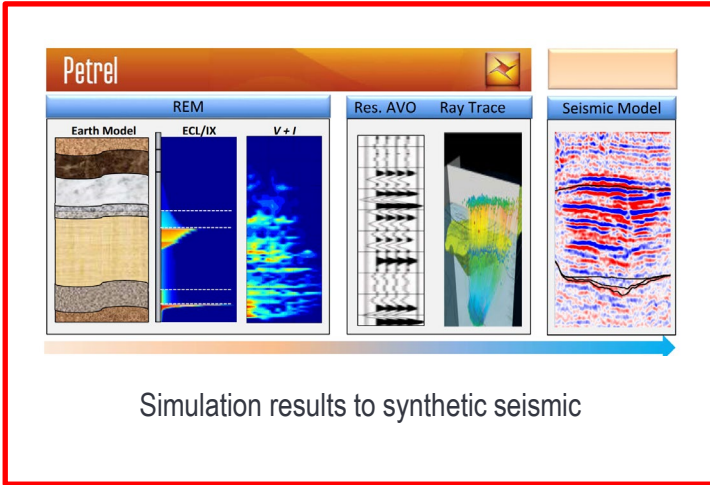 Petrel
REM
Res. AVO Ray Trace
Seismic Model
Earth Model ECL/IX V + I
Simulation results to synthetic seismic